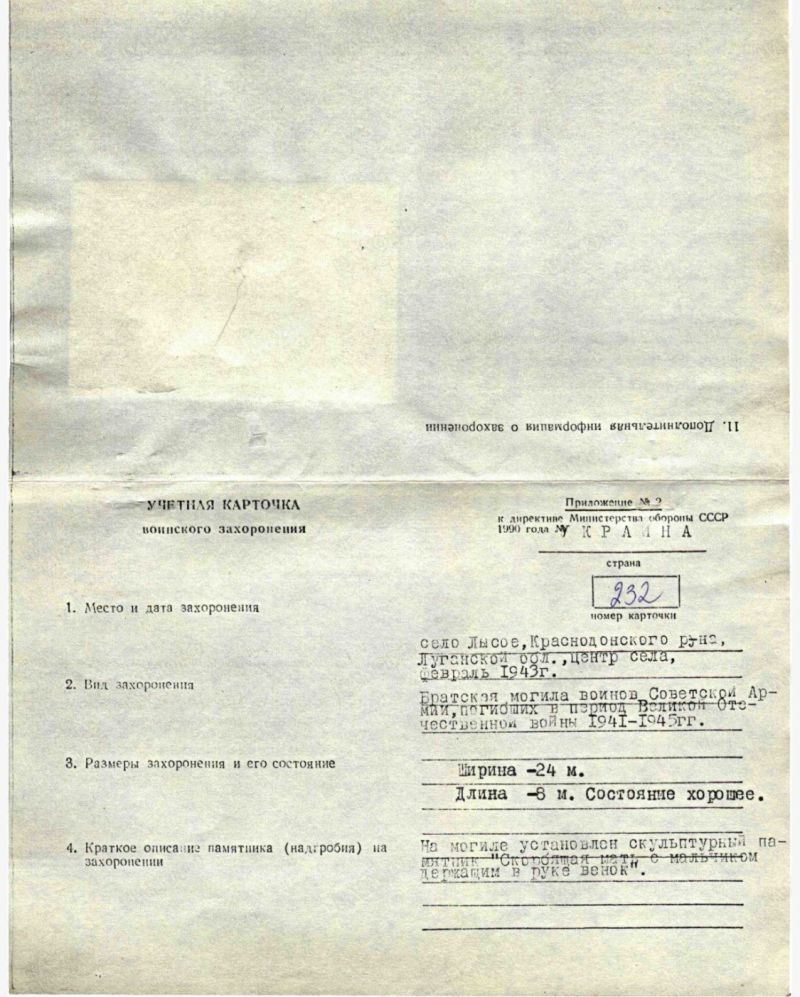 11. Дополнительная информация о захоронении
УЧЕТНАЯ КАРТОЧКА
воинского захоронения
Приложение № 2
к директиве Министерства обороны СССР
1990 года №
УКРАИНА
страна
232
номер карточки
1. Место и дата захоронения
село Лысое, Краснодонского р-на,
Луганской обл., центр села,
февраль 1943г.
2. Вид захоронения
Братская могила воинов Советской Ар-
мии, погибших в период Великой Оте-
чественной войны 1941-1945гг.
3. Размеры захоронения и его состояние
Ширина -24 м.
Длина -8 м. Состояние хорошее.
4. Краткое описание памятника (надгробия) на
захоронении
На могиле установлен скульптурный па-
мятник "Скорбящая мать с мальчиком
держащим в руке венок".